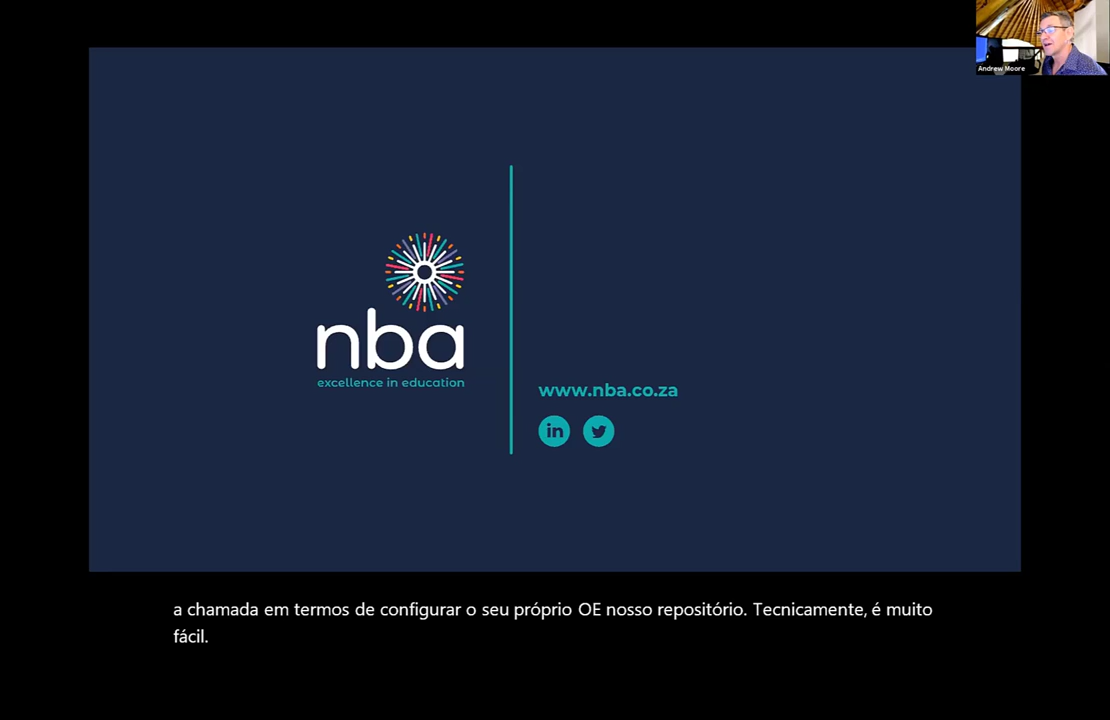 Andrew Moore
nba
excellence in education
www.nba.co.za
in
a chamada em termos de configurar o seu próprio OE nosso repositório. Tecnicamente, é muito
fácil.